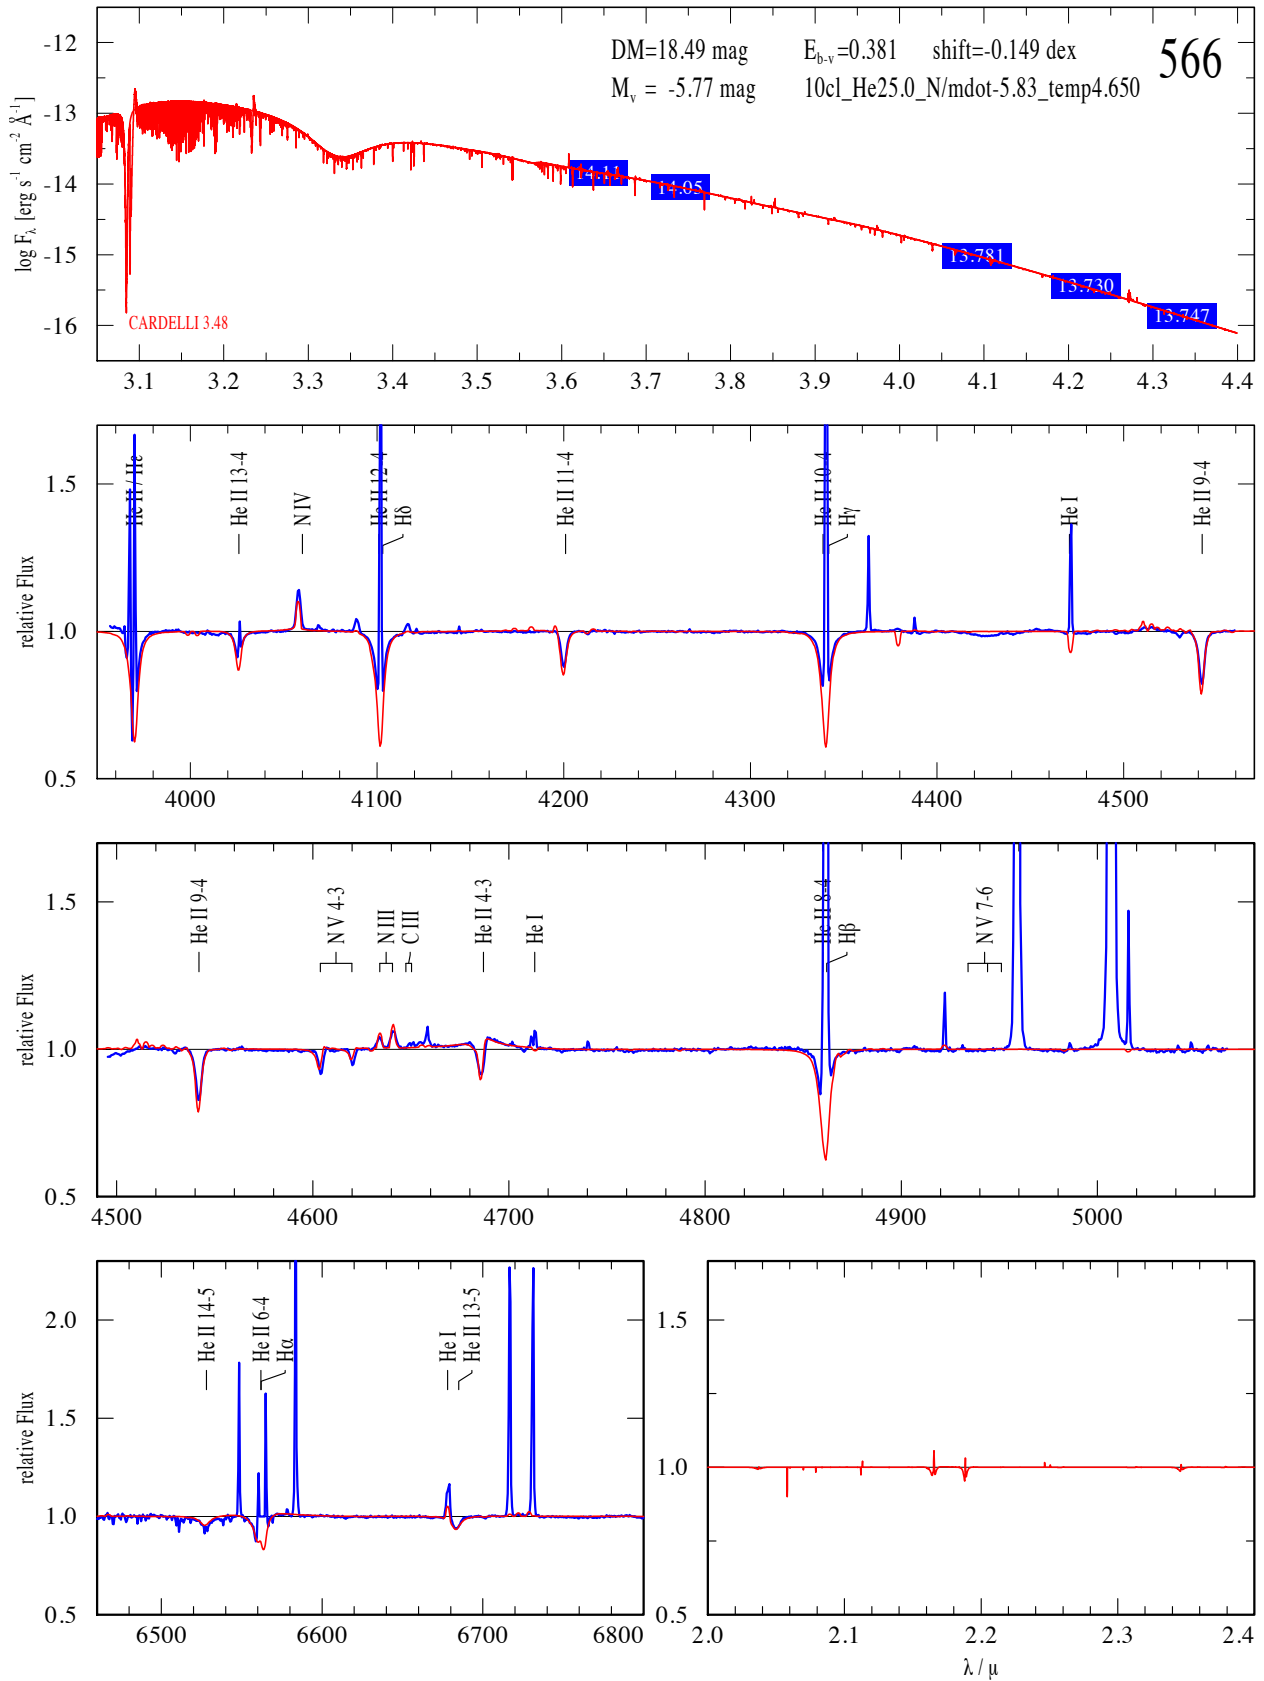 DM=18.49 mag E_b-v=0.381 shift=-0.149 dex 566
M_v = -5.77 mag 10cl_He25.0_N/mdot-5.83_temp4.650
log F_λ [erg s⁻¹ cm⁻² Å⁻¹]
-12
-13
-14
-15
-16
14.11
14.05
13.781
13.730
13.747
CARDELLI 3.48
3.1 3.2 3.3 3.4 3.5 3.6 3.7 3.8 3.9 4.0 4.1 4.2 4.3 4.4
relative Flux
1.5
1.0
0.5
He II / Hε
He II 13-4
N IV
He II 12-4
Hδ
He II 11-4
He II 10-4
Hγ
He I
He II 9-4
4000 4100 4200 4300 4400 4500
relative Flux
1.5
1.0
0.5
He II 9-4
N V 4-3
N III
C III
He II 4-3
He I
He II 8-4
Hβ
N V 7-6
4500 4600 4700 4800 4900 5000
relative Flux
2.0
1.5
1.0
0.5
He II 14-5
He II 6-4
Hα
He I
He II 13-5
6500 6600 6700 6800
1.5
1.0
0.5
2.0 2.1 2.2 2.3 2.4
λ / μ